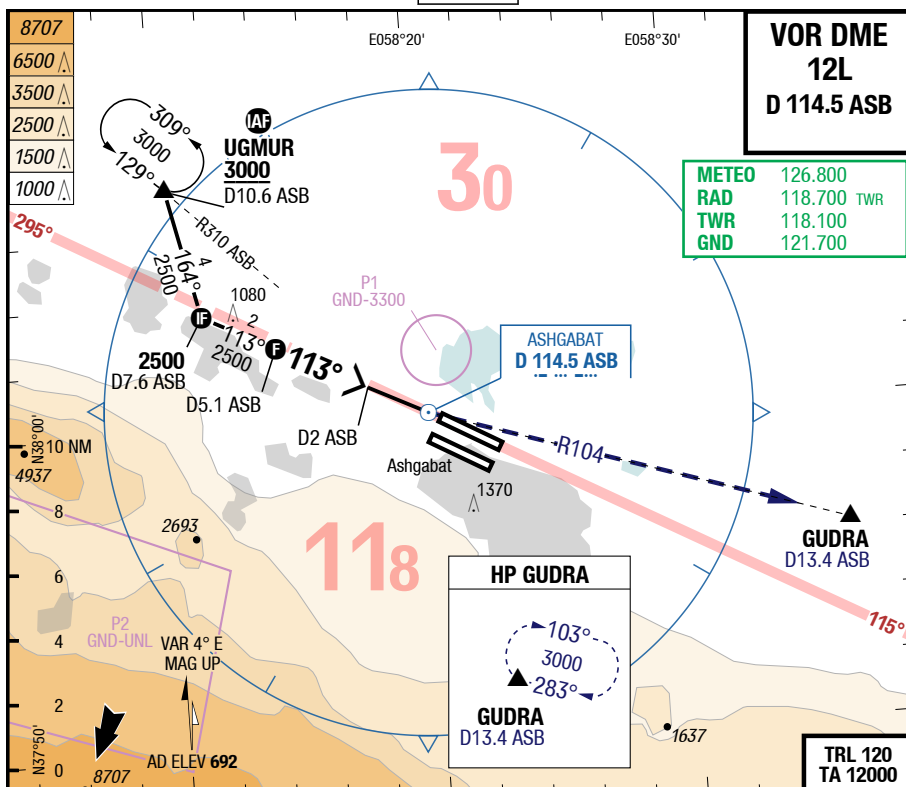 8707
6500
3500
2500
1500
1000
E058°20'
E058°30'
VOR DME
12L
D 114.5 ASB
METEO 126.800
RAD 118.700 TWR
TWR 118.100
GND 121.700
309°
3000
129°
IAF
UGMUR
3000
D10.6 ASB
30
295°
R310 ASB
4
164°
2500
P1
GND-3300
1080
2
IF
113°
2500
F
113°
2500
D7.6 ASB
D5.1 ASB
ASHGABAT
D 114.5 ASB
D2 ASB
R104
N38°00'
10 NM
4937
Ashgabat
1370
8
GUDRA
D13.4 ASB
2693
118
HP GUDRA
6
115°
P2
GND-UNL
VAR 4° E
MAG UP
4
103°
3000
283°
GUDRA
D13.4 ASB
2
1637
N37°50'
0
8707
AD ELEV 692
TRL 120
TA 12000